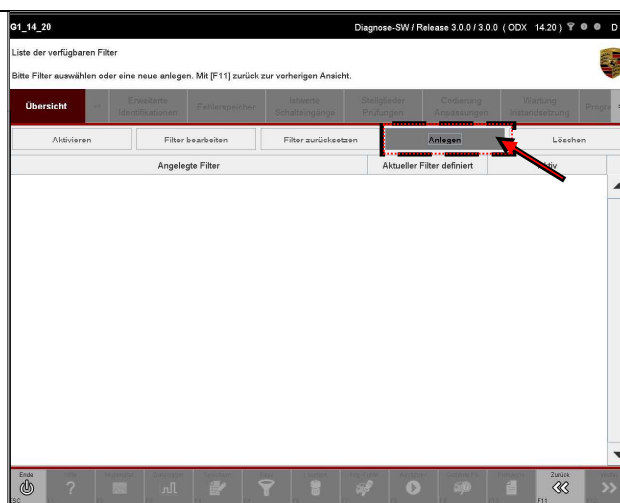 G1_14_20
Diagnose-SW / Release 3.0.0 / 3.0.0 ( ODX 14.20 ) D
Liste der verfügbaren Filter
Bitte Filter auswählen oder eine neue anlegen. Mit [F11] zurück zur vorherigen Ansicht.
Übersicht
Erweiterte Identifikationen
Fehlerspeicher
Istwerte Schalteingänge
Stellglieder Prüfungen
Codierung Anpassungen
Wartung Instandsetzung
Aktivieren
Filter bearbeiten
Filter zurücksetzen
Anlegen
Löschen
Angelegte Filter
Aktueller Filter definiert
Ende
Zurück
F11